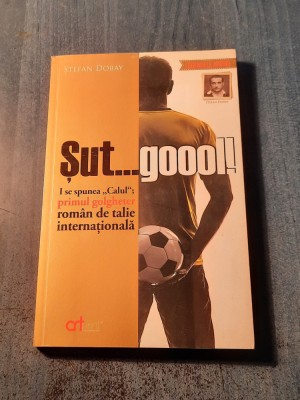 ȘTEFAN DOBAY
Șut...goool!
I se spunea „Calul”:
primul golgheter
român de talie
internațională
art